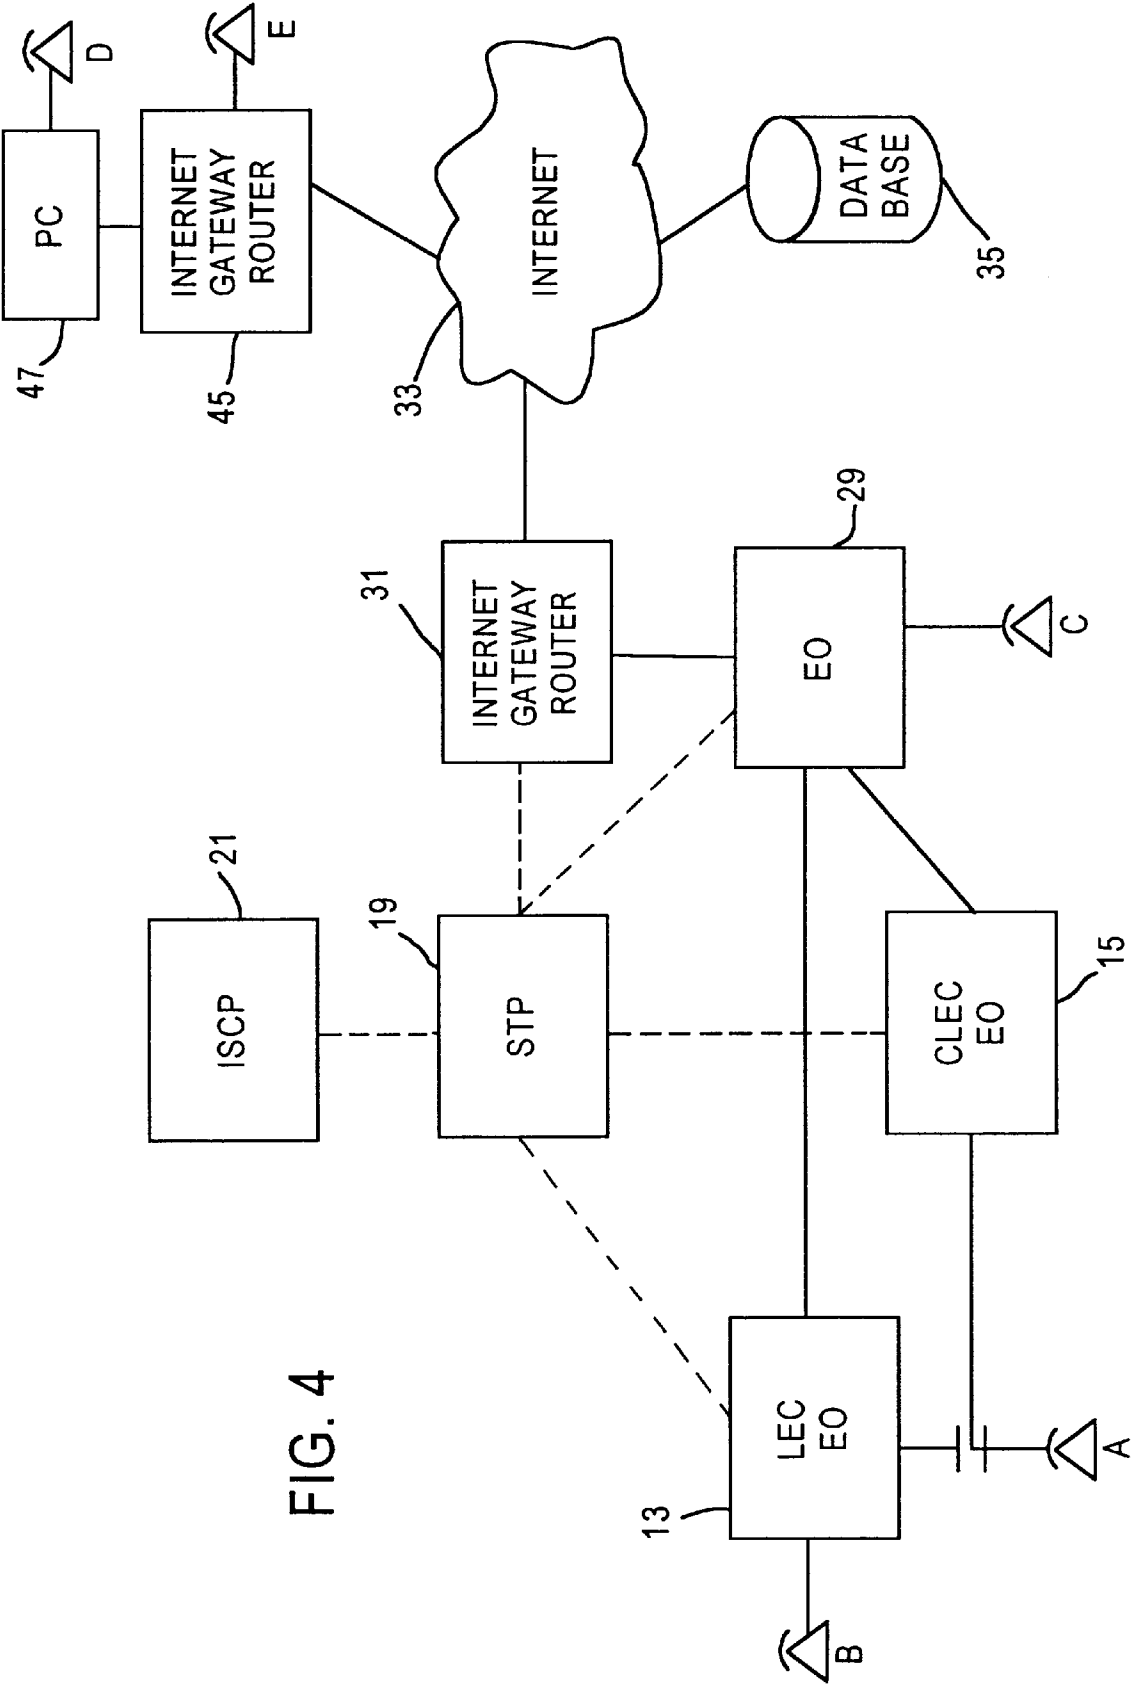 FIG. 4
ISCP
21
STP
19
INTERNET
GATEWAY
ROUTER
31
INTERNET
33
INTERNET
GATEWAY
ROUTER
45
PC
47
D
E
DATA
BASE
35
LEC
EO
13
B
A
CLEC
EO
15
EO
29
C